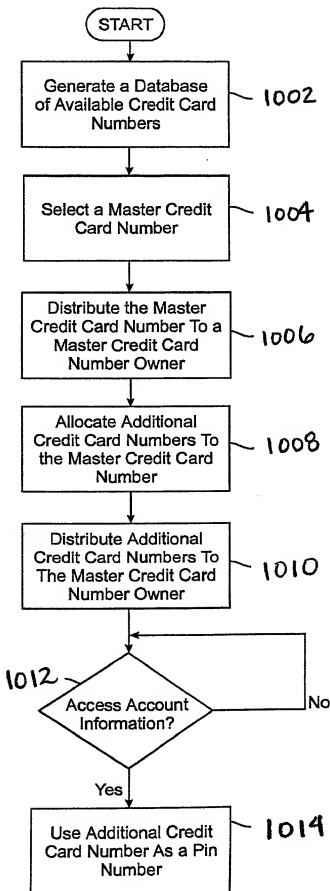 START
Generate a Database
of Available Credit Card
Numbers
1002
Select a Master Credit
Card Number
1004
Distribute the Master
Credit Card Number To a
Master Credit Card
Number Owner
1006
Allocate Additional
Credit Card Numbers To
the Master Credit Card
Number
1008
Distribute Additional
Credit Card Numbers To
The Master Credit Card
Number Owner
1010
1012
Access Account
Information?
No
Yes
Use Additional Credit
Card Number As a Pin
Number
1014